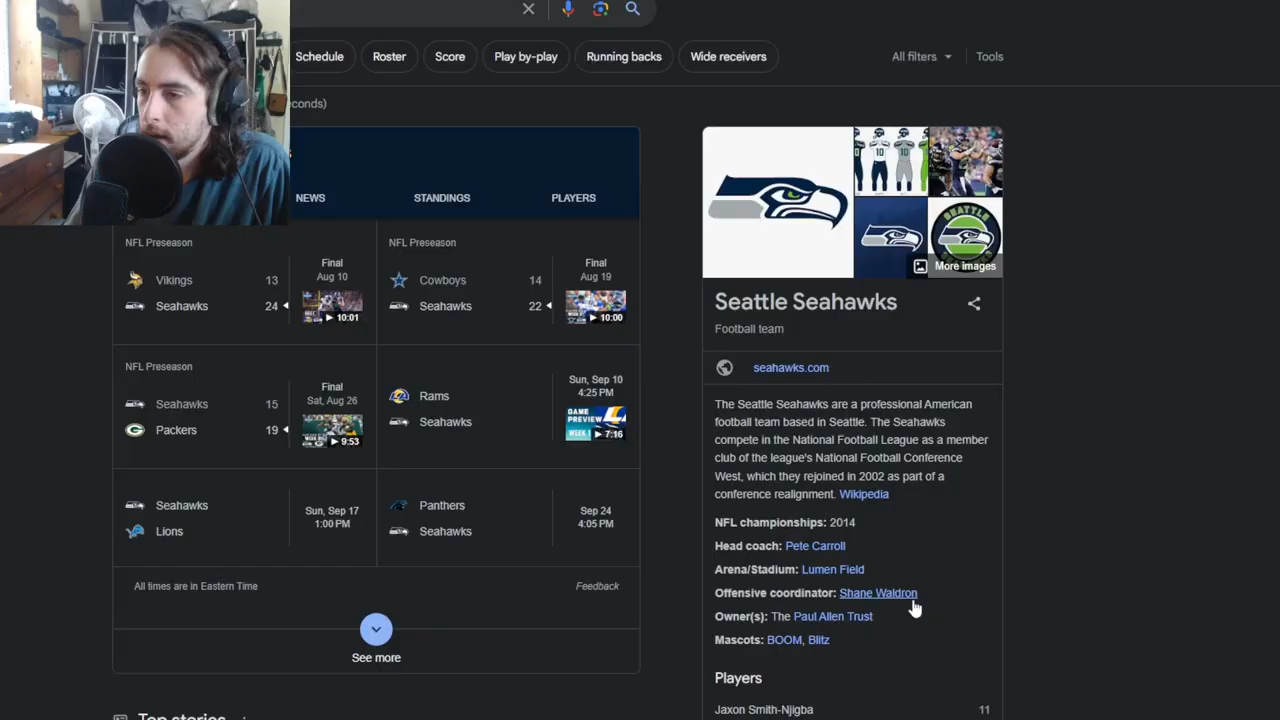 Schedule
Roster
Score
Play-by-play
Running backs
Wide receivers
All filters
Tools
econds)
NEWS
STANDINGS
PLAYERS
NFL Preseason
Vikings 13
Seahawks 24
Final
Aug 10
10:01
NFL Preseason
Cowboys 14
Seahawks 22
Final
Aug 19
10:00
NFL Preseason
Seahawks 15
Packers 19
Final
Sat, Aug 26
9:53
Rams
Seahawks
Sun, Sep 10
4:25 PM
GAME
PREVIEW
WEEK 1
7:16
Seahawks
Lions
Sun, Sep 17
1:00 PM
Panthers
Seahawks
Sep 24
4:05 PM
All times are in Eastern Time
Feedback
See more
Top stories
SEATTLE
More images
Seattle Seahawks
Football team
seahawks.com
The Seattle Seahawks are a professional American
football team based in Seattle. The Seahawks
compete in the National Football League as a member
club of the league's National Football Conference
West, which they rejoined in 2002 as part of a
conference realignment. Wikipedia
NFL championships: 2014
Head coach: Pete Carroll
Arena/Stadium: Lumen Field
Offensive coordinator: Shane Waldron
Owner(s): The Paul Allen Trust
Mascots: BOOM, Blitz
Players
Jaxon Smith-Njigba 11